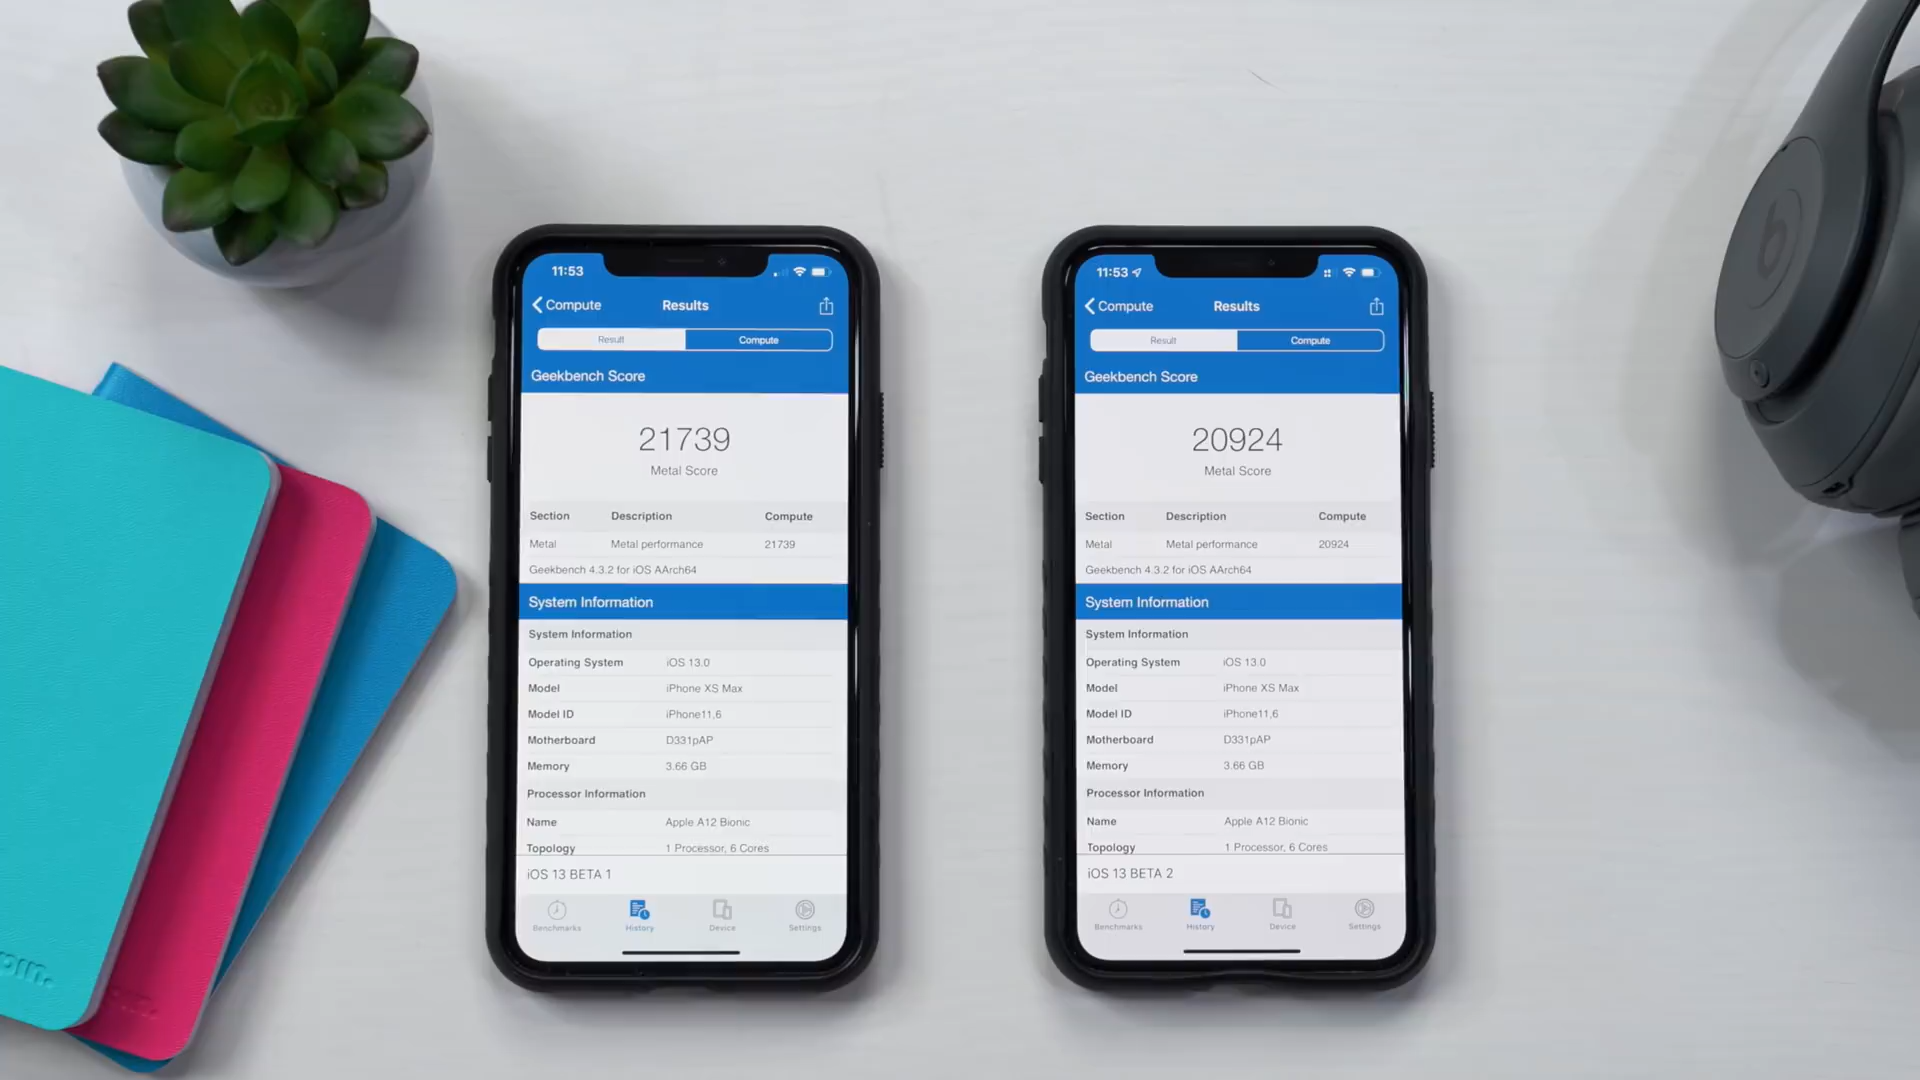 11:53
Compute Results
Result Compute
Geekbench Score
21739
Metal Score
Section Description Compute
Metal Metal performance 21739
Geekbench 4.3.2 for iOS AArch64
System Information
System Information
Operating System iOS 13.0
Model iPhone XS Max
Model ID iPhone11,6
Motherboard D331pAP
Memory 3.66 GB
Processor Information
Name Apple A12 Bionic
Topology 1 Processor, 6 Cores
iOS 13 BETA 1
Benchmarks History Device Settings
11:53
Compute Results
Result Compute
Geekbench Score
20924
Metal Score
Section Description Compute
Metal Metal performance 20924
Geekbench 4.3.2 for iOS AArch64
System Information
System Information
Operating System iOS 13.0
Model iPhone XS Max
Model ID iPhone11,6
Motherboard D331pAP
Memory 3.66 GB
Processor Information
Name Apple A12 Bionic
Topology 1 Processor, 6 Cores
iOS 13 BETA 2
Benchmarks History Device Settings
b